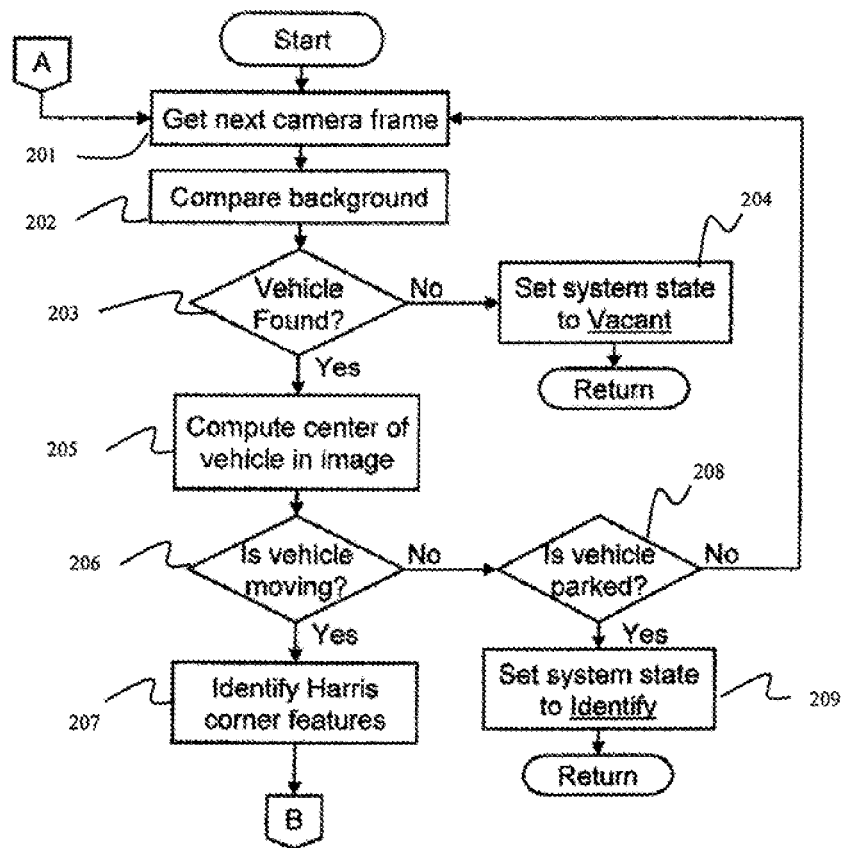 Start
A
Get next camera frame
201
Compare background
202
204
Vehicle
Found?
203
No
Set system state
to Vacant
Yes
Return
Compute center of
vehicle in image
205
208
Is vehicle
moving?
206
No
Is vehicle
parked?
No
Yes
Yes
Identify Harris
corner features
207
Set system state
to Identify
209
Return
B